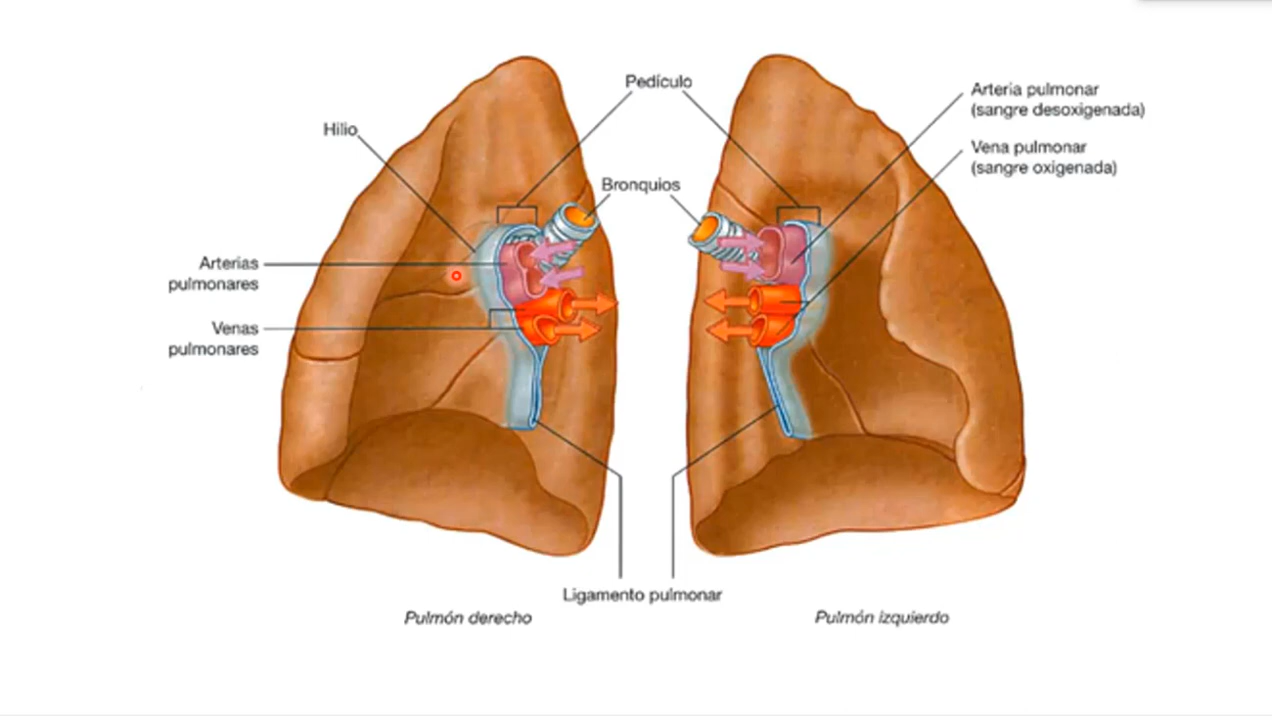 Pedículo
Arteria pulmonar
(sangre desoxigenada)
Hilio
Vena pulmonar
(sangre oxigenada)
Bronquios
Arterias
pulmonares
Venas
pulmonares
Ligamento pulmonar
Pulmón derecho
Pulmón izquierdo